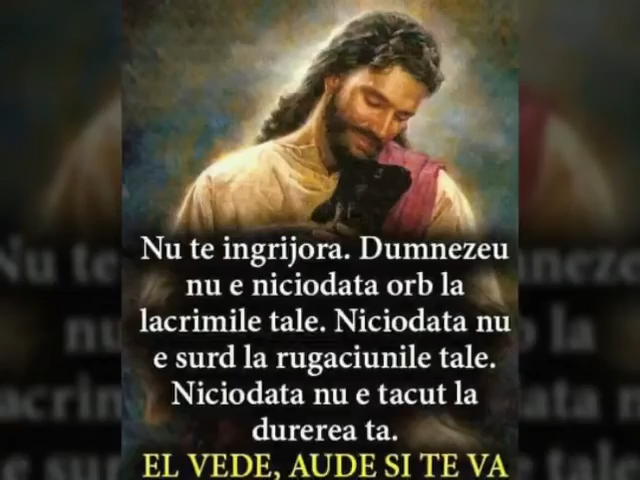 Nu te ingrijora. Dumnezeu
nu e niciodata orb la
lacrimile tale. Niciodata nu
e surd la rugaciunile tale.
Niciodata nu e tacut la
durerea ta.
EL VEDE, AUDE SI TE VA